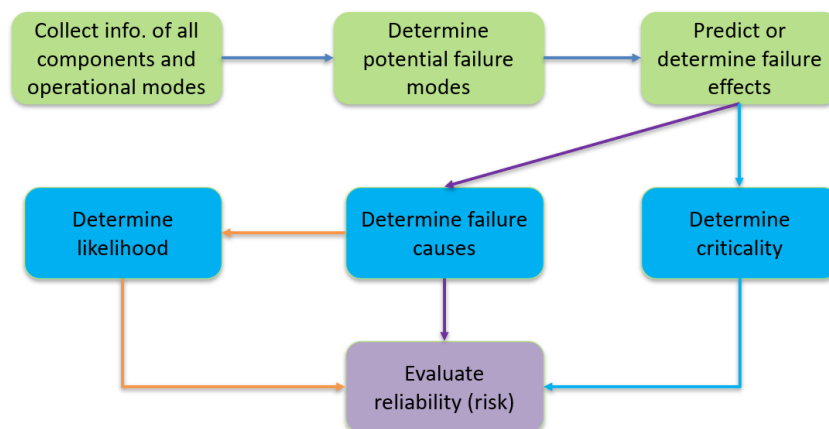 Collect info. of all
components and
operational modes
Determine
potential failure
modes
Predict or
determine failure
effects
Determine
likelihood
Determine failure
causes
Determine
criticality
Evaluate
reliability (risk)